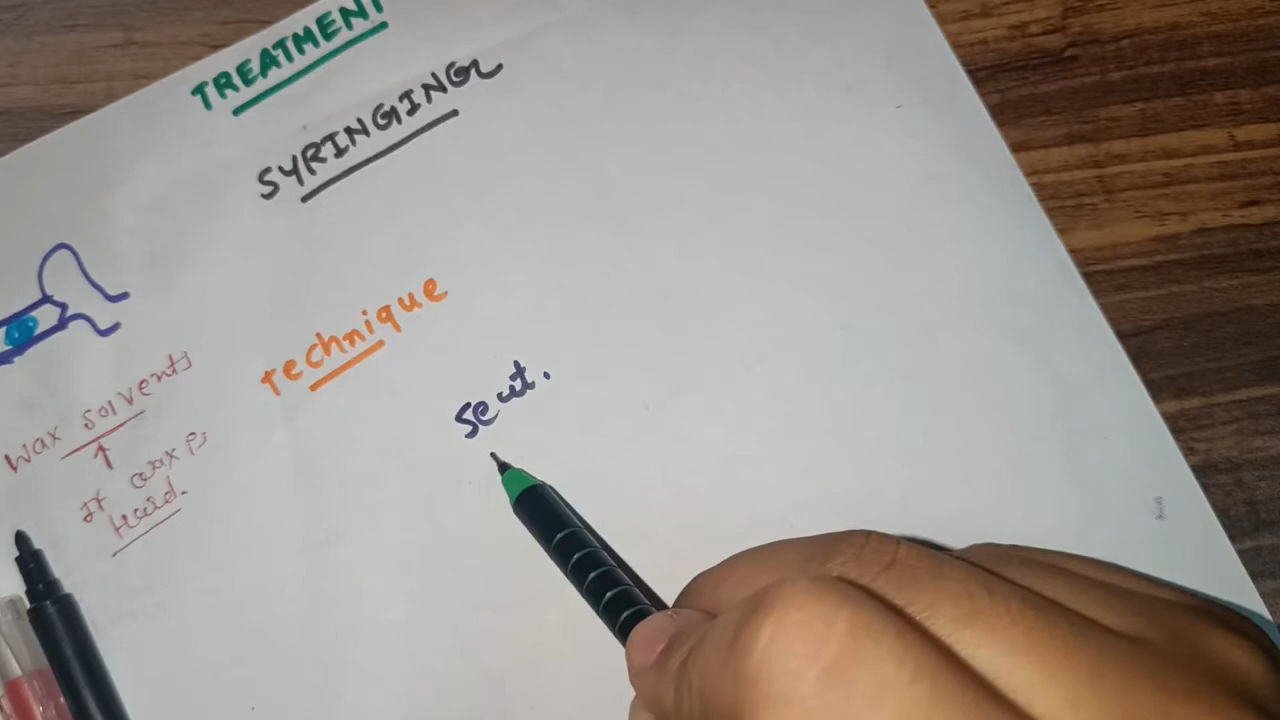 TREATMENT
SYRINGING
Technique
Seat.
Wax solvents
If wax is
Hard.